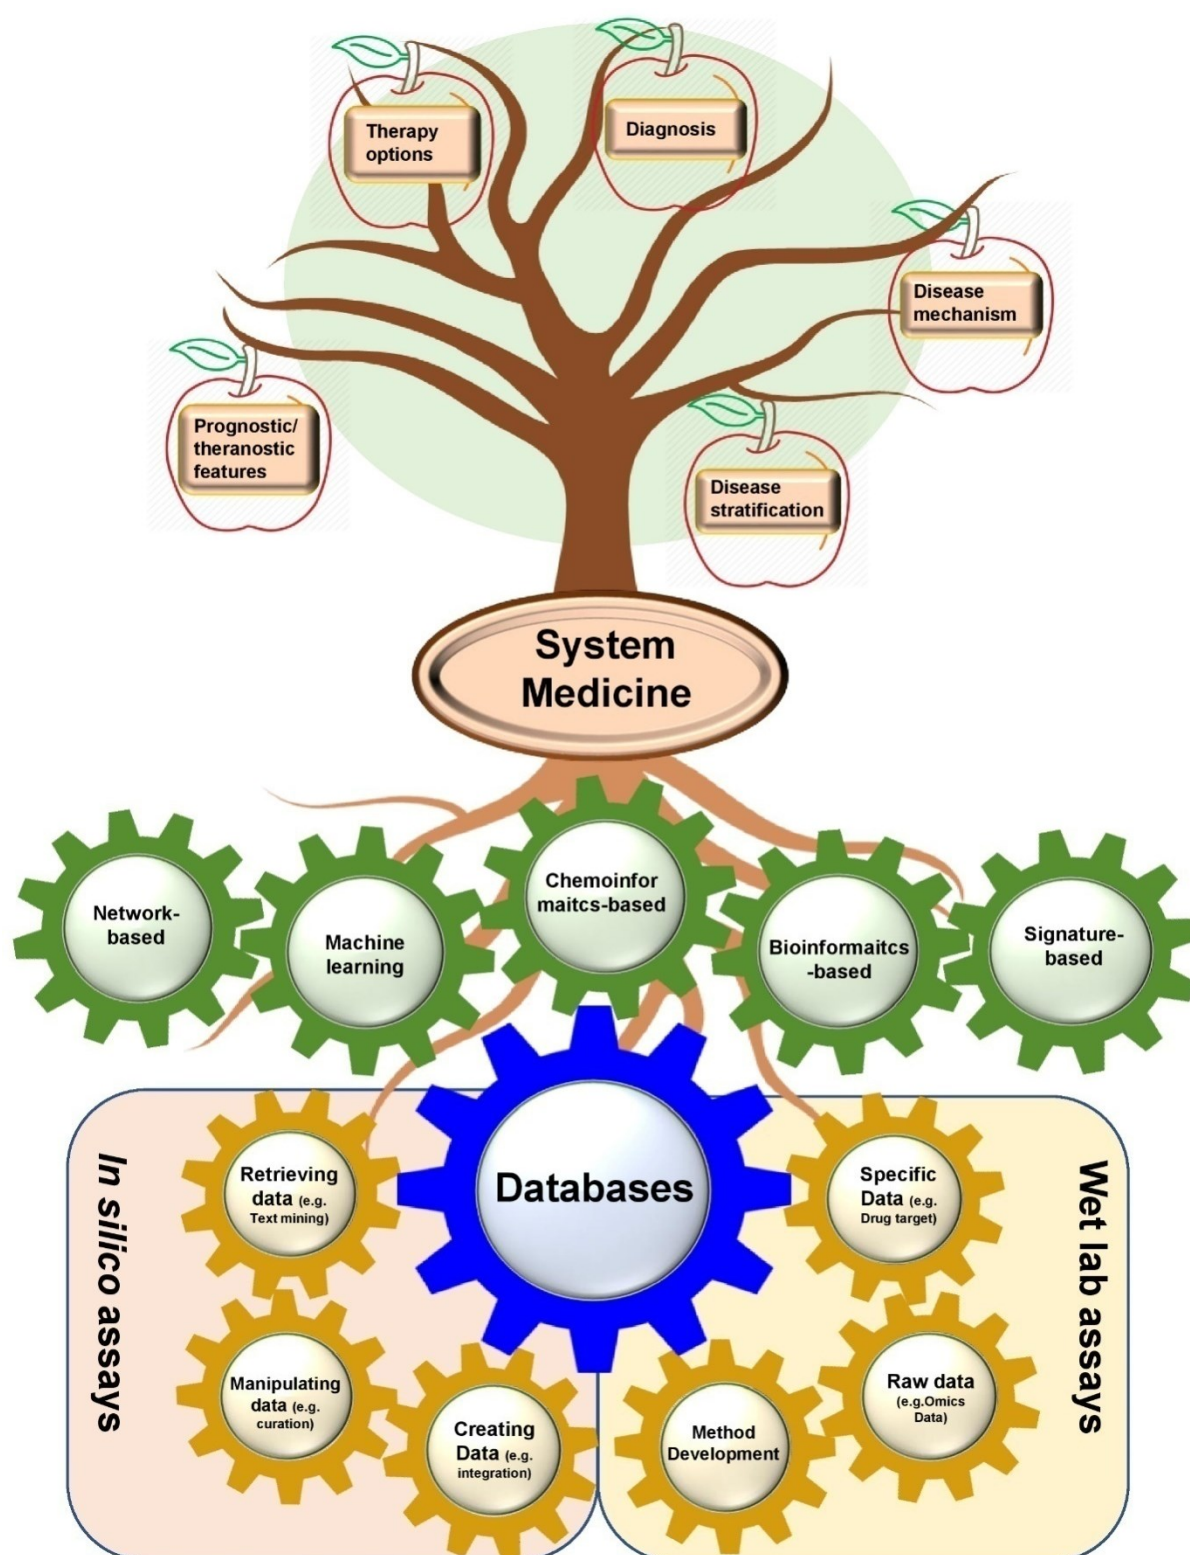 Therapy
options
Diagnosis
Disease
mechanism
Prognostic/
theranostic
features
Disease
stratification
System
Medicine
Network-
based
Machine
learning
Chemoinfor
maitcs-based
Bioinformaitcs
-based
Signature-
based
In silico assays
Retrieving
data (e.g.
Text mining)
Databases
Specific
Data (e.g.
Drug target)
Wet lab assays
Manipulating
data (e.g.
curation)
Creating
Data (e.g.
integration)
Method
Development
Raw data
(e.g.Omics
Data)